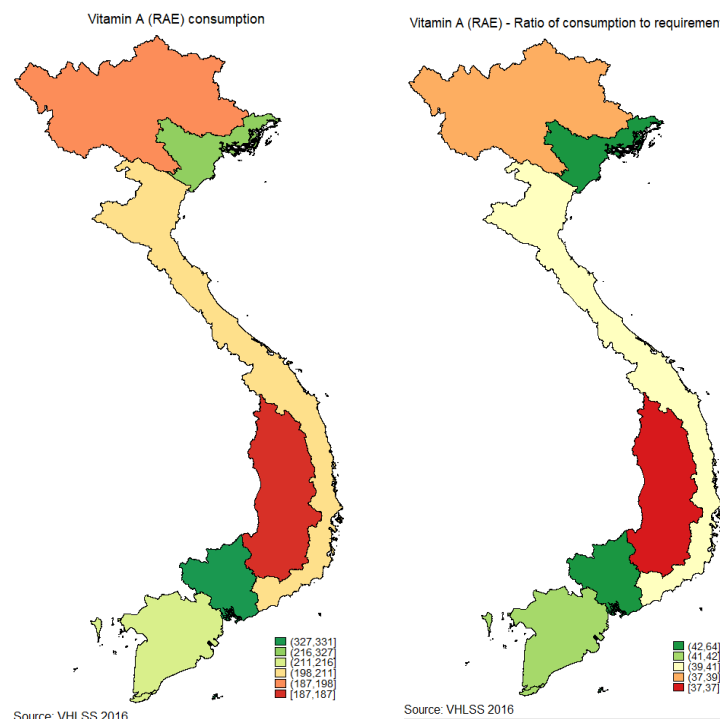 Vitamin A (RAE) consumption
(327,331]
(216,327]
(211,216]
(198,211]
(187,198]
[187,187]
Source: VHLSS 2016
Vitamin A (RAE) - Ratio of consumption to requiremen
(42,64]
(41,42]
(39,41]
(37,39]
[37,37]
Source: VHLSS 2016